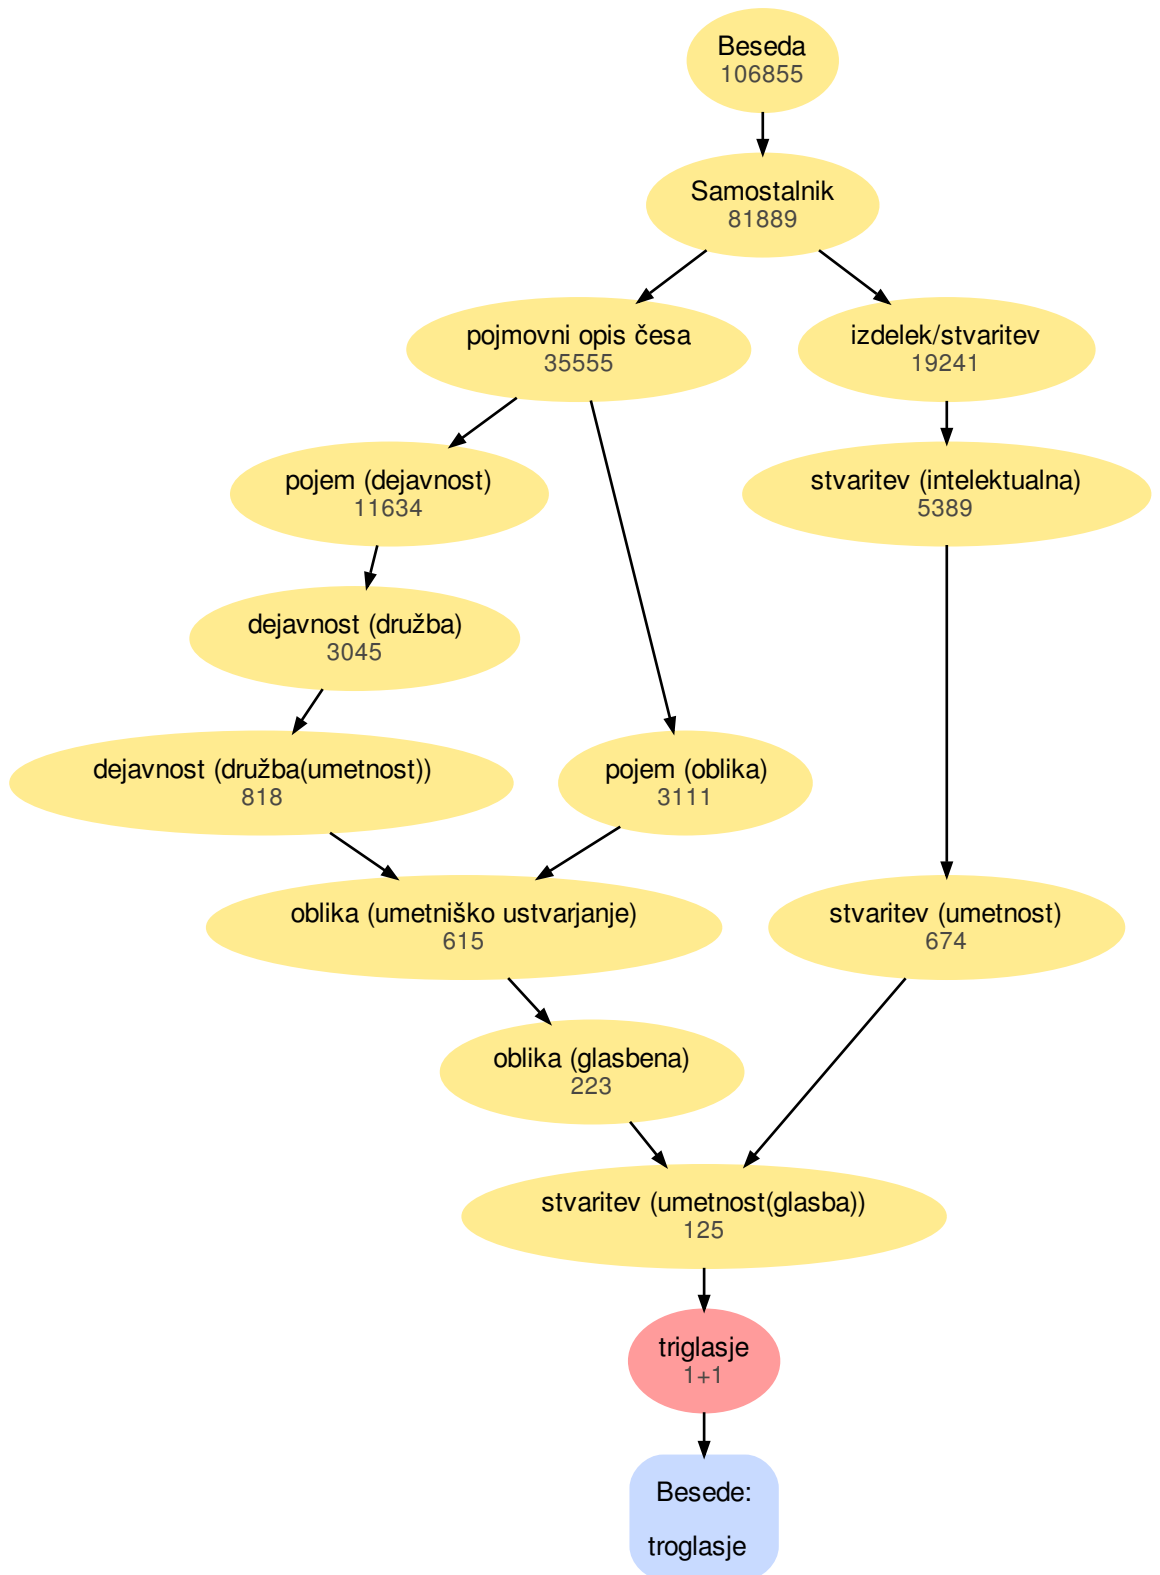 Beseda
106855
Samostalnik
81889
pojmovni opis česa
35555
izdelek/stvaritev
19241
pojem (dejavnost)
11634
stvaritev (intelektualna)
5389
dejavnost (družba)
3045
dejavnost (družba(umetnost))
818
pojem (oblika)
3111
oblika (umetniško ustvarjanje)
615
stvaritev (umetnost)
674
oblika (glasbena)
223
stvaritev (umetnost(glasba))
125
triglasje
1+1
Besede:
troglasje